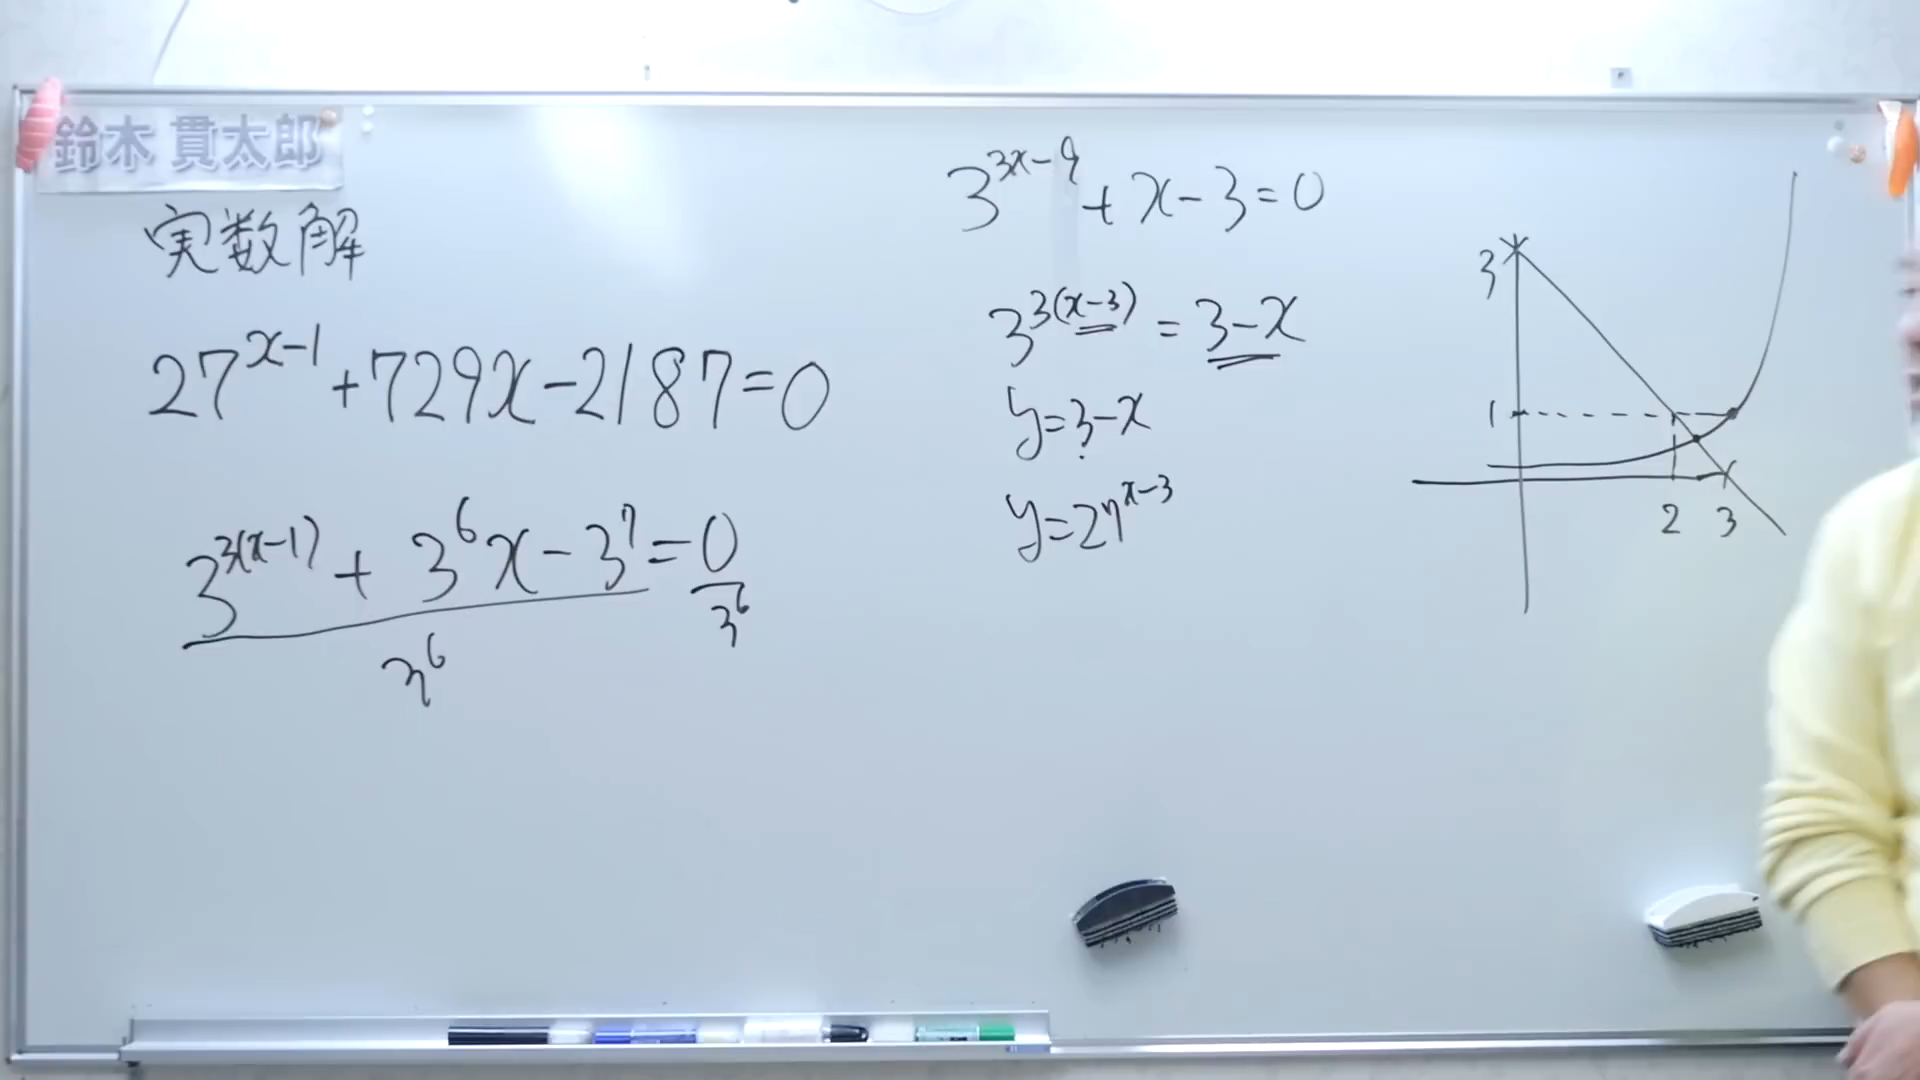 鈴木 貫太郎
実数解
27^{x-1}+729x-2187=0
\frac{3^{3(x-1)}+3^6x-3^7}{3^6}=\frac{0}{3^6}
3^{3x-9}+x-3=0
3^{3(x-3)}=3-x
y=3-x
y=27^{x-3}
3
1
2 3